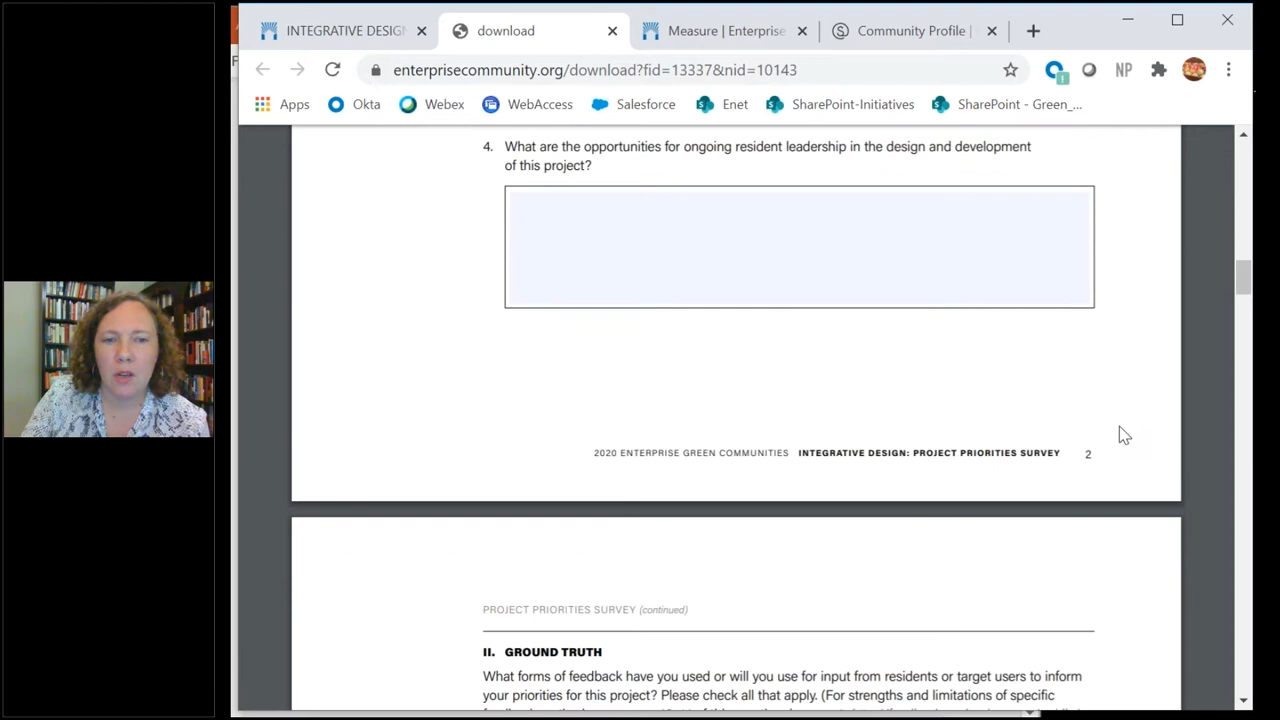 INTEGRATIVE DESIGN
download
Measure | Enterprise
Community Profile |
enterprisecommunity.org/download?fid=13337&nid=10143
NP
Apps
Okta
Webex
WebAccess
Salesforce
Enet
SharePoint-Initiatives
SharePoint - Green_...
4. What are the opportunities for ongoing resident leadership in the design and development
of this project?
2020 ENTERPRISE GREEN COMMUNITIES INTEGRATIVE DESIGN: PROJECT PRIORITIES SURVEY 2
PROJECT PRIORITIES SURVEY (continued)
II. GROUND TRUTH
What forms of feedback have you used or will you use for input from residents or target users to inform
your priorities for this project? Please check all that apply. (For strengths and limitations of specific